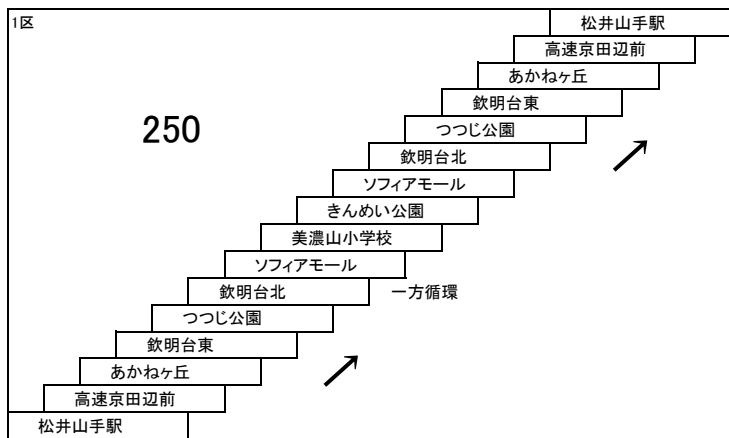 1区
松井山手駅
高速京田辺前
あかねヶ丘
欽明台東
250
つつじ公園
欽明台北
ソフィアモール
きんめい公園
美濃山小学校
ソフィアモール
欽明台北
一方循環
つつじ公園
欽明台東
あかねヶ丘
高速京田辺前
松井山手駅